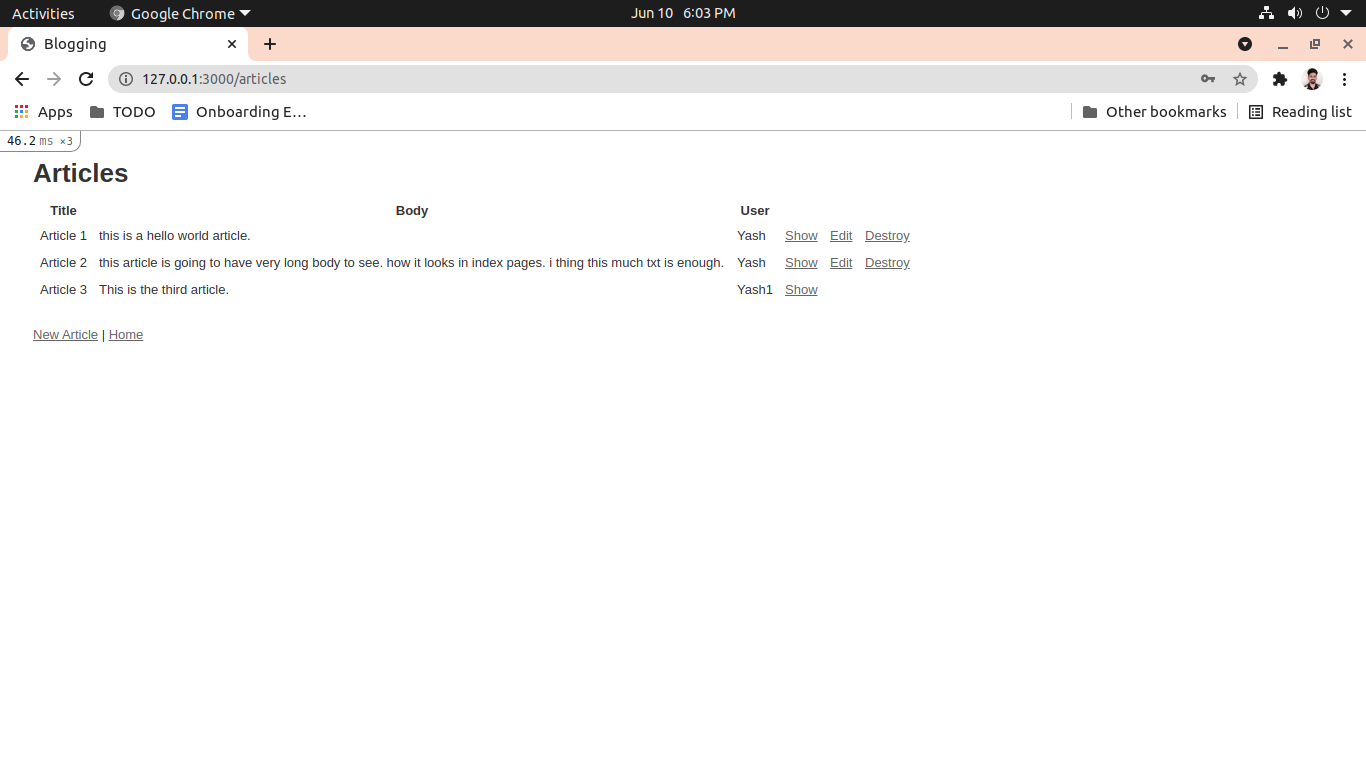 Activities Google Chrome Jun 10 6:03 PM
Blogging
127.0.0.1:3000/articles
Apps TODO Onboarding E… Other bookmarks Reading list
46.2 ms ×3
Articles
Title Body User
Article 1 this is a hello world article. Yash Show Edit Destroy
Article 2 this article is going to have very long body to see. how it looks in index pages. i thing this much txt is enough. Yash Show Edit Destroy
Article 3 This is the third article. Yash1 Show
New Article | Home